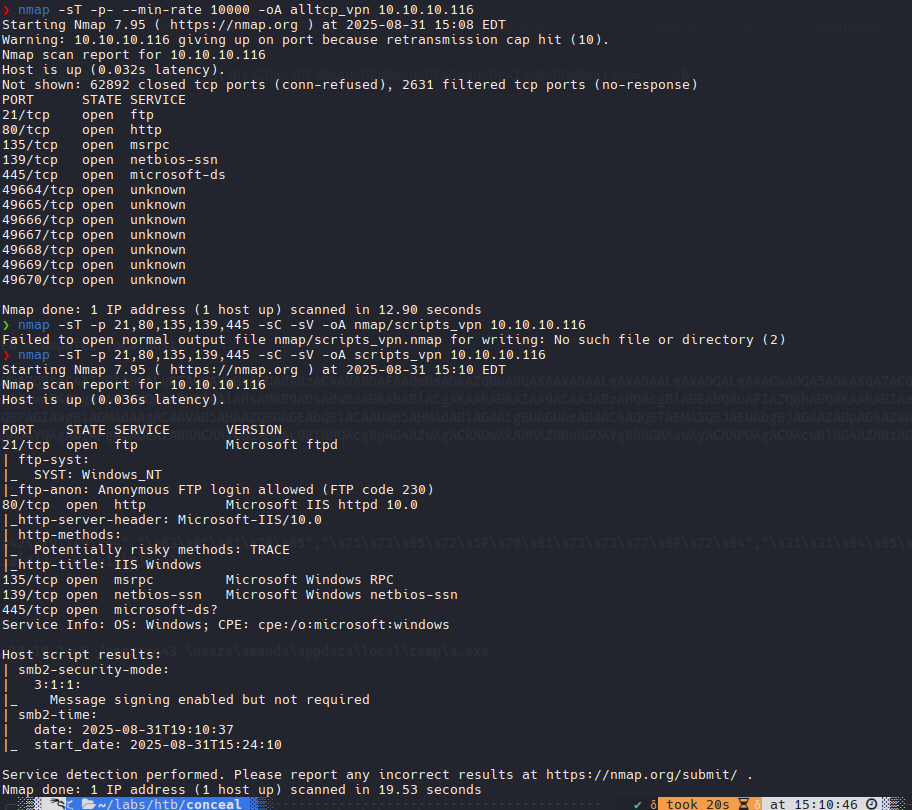 ❯ nmap -sT -p- --min-rate 10000 -oA alltcp_vpn 10.10.10.116
Starting Nmap 7.95 ( https://nmap.org ) at 2025-08-31 15:08 EDT
Warning: 10.10.10.116 giving up on port because retransmission cap hit (10).
Nmap scan report for 10.10.10.116
Host is up (0.032s latency).
Not shown: 62892 closed tcp ports (conn-refused), 2631 filtered tcp ports (no-response)
PORT      STATE SERVICE
21/tcp    open  ftp
80/tcp    open  http
135/tcp   open  msrpc
139/tcp   open  netbios-ssn
445/tcp   open  microsoft-ds
49664/tcp open  unknown
49665/tcp open  unknown
49666/tcp open  unknown
49667/tcp open  unknown
49668/tcp open  unknown
49669/tcp open  unknown
49670/tcp open  unknown
Nmap done: 1 IP address (1 host up) scanned in 12.90 seconds
❯ nmap -sT -p 21,80,135,139,445 -sC -sV -oA nmap/scripts_vpn 10.10.10.116
Failed to open normal output file nmap/scripts_vpn.nmap for writing: No such file or directory (2)
❯ nmap -sT -p 21,80,135,139,445 -sC -sV -oA scripts_vpn 10.10.10.116
Starting Nmap 7.95 ( https://nmap.org ) at 2025-08-31 15:10 EDT
Nmap scan report for 10.10.10.116
Host is up (0.036s latency).
PORT    STATE SERVICE       VERSION
21/tcp  open  ftp           Microsoft ftpd
| ftp-syst:
|_  SYST: Windows_NT
|_ftp-anon: Anonymous FTP login allowed (FTP code 230)
80/tcp  open  http          Microsoft IIS httpd 10.0
|_http-server-header: Microsoft-IIS/10.0
| http-methods:
|_  Potentially risky methods: TRACE
|_http-title: IIS Windows
135/tcp open  msrpc         Microsoft Windows RPC
139/tcp open  netbios-ssn   Microsoft Windows netbios-ssn
445/tcp open  microsoft-ds?
Service Info: OS: Windows; CPE: cpe:/o:microsoft:windows
\users\amanda\appdata\local\temp\a.exe
Host script results:
| smb2-security-mode:
|   3:1:1:
|_    Message signing enabled but not required
| smb2-time:
|   date: 2025-08-31T19:10:37
|_  start_date: 2025-08-31T15:24:10
Service detection performed. Please report any incorrect results at https://nmap.org/submit/ .
Nmap done: 1 IP address (1 host up) scanned in 19.53 seconds
~/labs/htb/conceal ✔ took 20s at 15:10:46